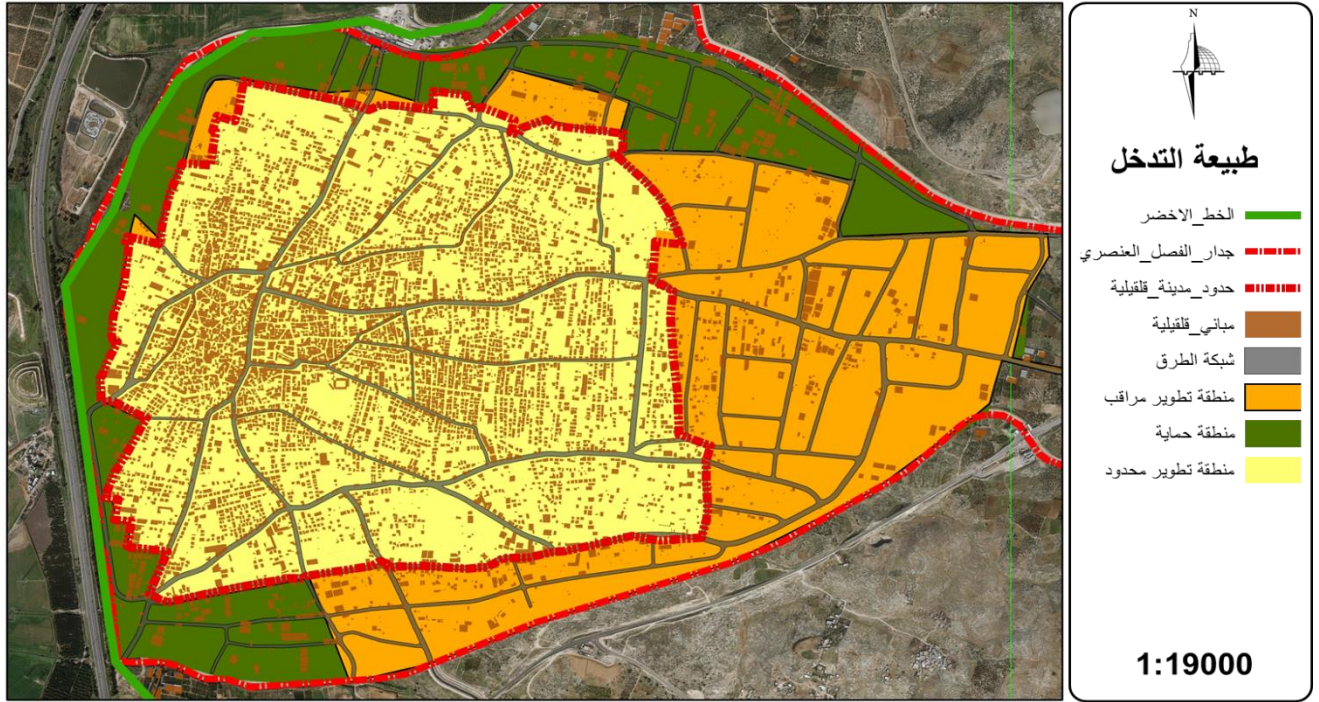 N
طبيعة التدخل
الخط_الاخضر
جدار_الفصل_العنصري
حدود_مدينة_قلقيلية
مباني_قلقيلية
شبكة الطرق
منطقة تطوير مراقب
منطقة حماية
منطقة تطوير محدود
1:19000